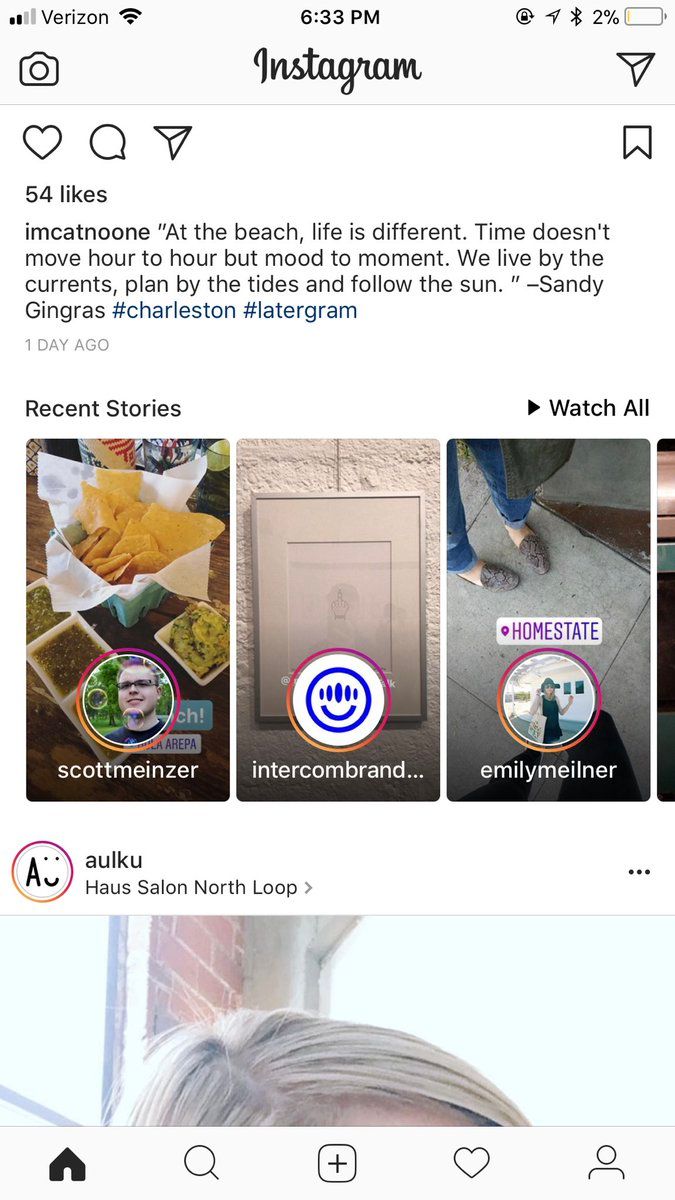 Verizon 6:33 PM 2%
Instagram
54 likes
imcatnoone "At the beach, life is different. Time doesn't
move hour to hour but mood to moment. We live by the
currents, plan by the tides and follow the sun. " –Sandy
Gingras #charleston #latergram
1 DAY AGO
Recent Stories
Watch All
HOMESTATE
ch!
AREPA
scottmeinzer
intercombrand...
emilymeilner
aulku
Haus Salon North Loop